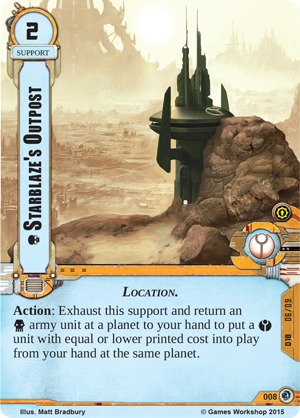 2
SUPPORT
STARBLAZE'S OUTPOST
LOCATION.
Action: Exhaust this support and return an
army unit at a planet to your hand to put a
unit with equal or lower printed cost into play
from your hand at the same planet.
018 06/09
008
Illus. Matt Bradbury
© Games Workshop 2015